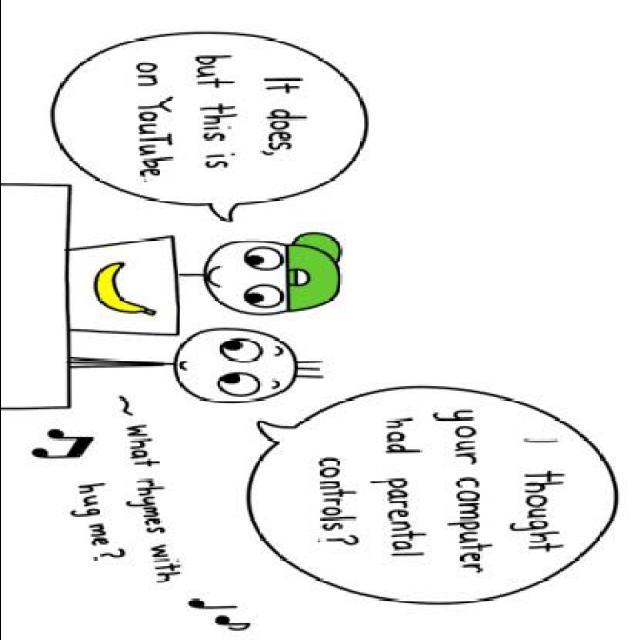 I thought
your computer
had parental
controls?
It does,
but this is
on YouTube.
~ what rhymes with
hug me?